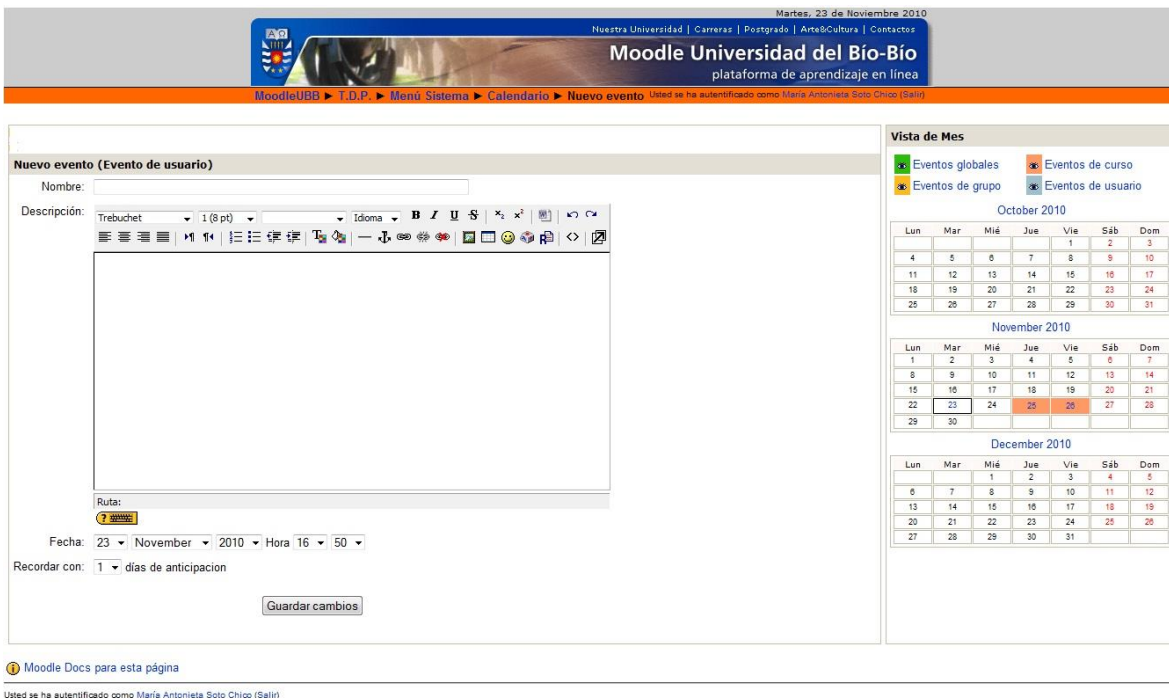 Martes, 23 de Noviembre 2010
Nuestra Universidad | Carreras | Postgrado | Arte&Cultura | Contactos
Moodle Universidad del Bío-Bío
plataforma de aprendizaje en línea
MoodleUBB ► T.D.P. ► Menú Sistema ► Calendario ► Nuevo evento Usted se ha autentificado como María Antonieta Soto Chico (Salir)
Nuevo evento (Evento de usuario)
Nombre:
Descripción:
Trebuchet 1 (8 pt) Idioma B I U S x₂ x²
Ruta:
?
Fecha: 23 November 2010 Hora 16 50
Recordar con: 1 días de anticipacion
Guardar cambios
Vista de Mes
Eventos globales Eventos de curso
Eventos de grupo Eventos de usuario
October 2010
Lun Mar Mié Jue Vie Sáb Dom
1 2 3
4 5 6 7 8 9 10
11 12 13 14 15 16 17
18 19 20 21 22 23 24
25 26 27 28 29 30 31
November 2010
Lun Mar Mié Jue Vie Sáb Dom
1 2 3 4 5 6 7
8 9 10 11 12 13 14
15 16 17 18 19 20 21
22 23 24 25 26 27 28
29 30
December 2010
Lun Mar Mié Jue Vie Sáb Dom
1 2 3 4 5
6 7 8 9 10 11 12
13 14 15 16 17 18 19
20 21 22 23 24 25 26
27 28 29 30 31
Moodle Docs para esta página
Usted se ha autentificado como María Antonieta Soto Chico (Salir)